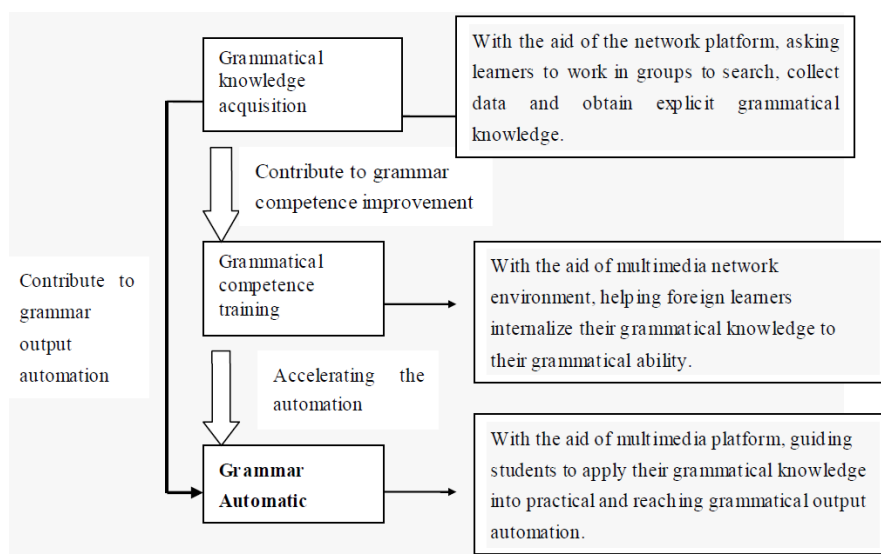 Grammatical
knowledge
acquisition
With the aid of the network platform, asking
learners to work in groups to search, collect
data and obtain explicit grammatical
knowledge.
Contribute to grammar
competence improvement
Contribute to
grammar
output
automation
Grammatical
competence
training
With the aid of multimedia network
environment, helping foreign learners
internalize their grammatical knowledge to
their grammatical ability.
Accelerating the
automation
Grammar
Automatic
With the aid of multimedia platform, guiding
students to apply their grammatical knowledge
into practical and reaching grammatical output
automation.